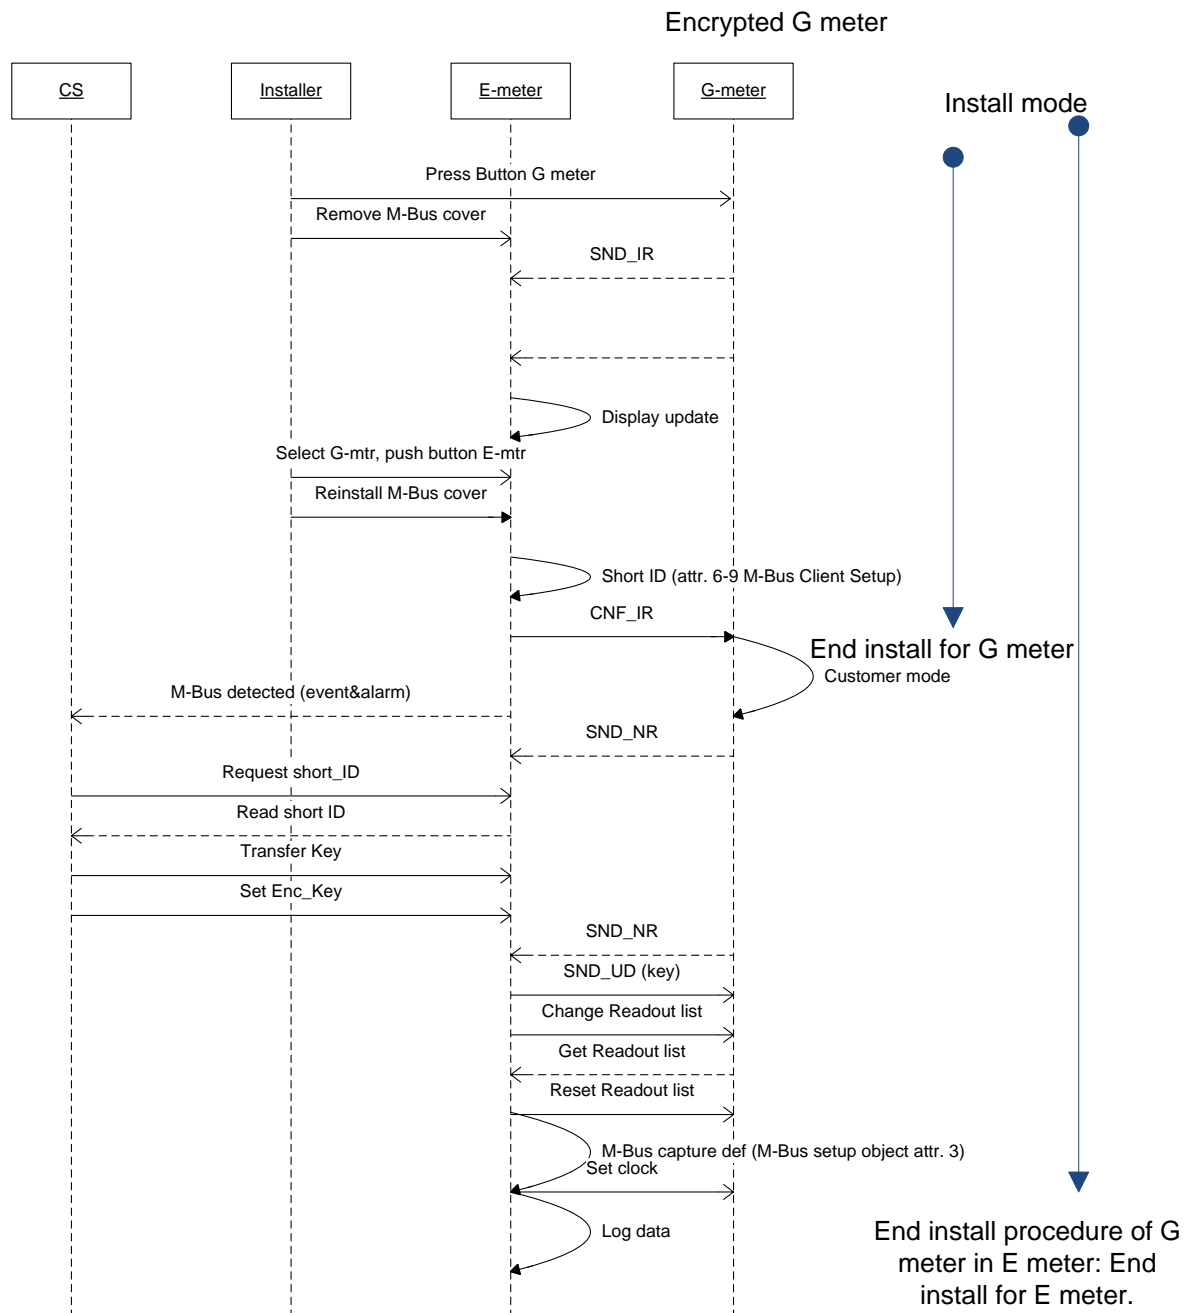 Encrypted G meter
CS
Installer
E-meter
G-meter
Install mode
Press Button G meter
Remove M-Bus cover
SND_IR
Display update
Select G-mtr, push button E-mtr
Reinstall M-Bus cover
Short ID (attr. 6-9 M-Bus Client Setup)
CNF_IR
End install for G meter
Customer mode
M-Bus detected (event&alarm)
SND_NR
Request short_ID
Read short ID
Transfer Key
Set Enc_Key
SND_NR
SND_UD (key)
Change Readout list
Get Readout list
Reset Readout list
M-Bus capture def (M-Bus setup object attr. 3)
Set clock
Log data
End install procedure of G
meter in E meter: End
install for E meter.